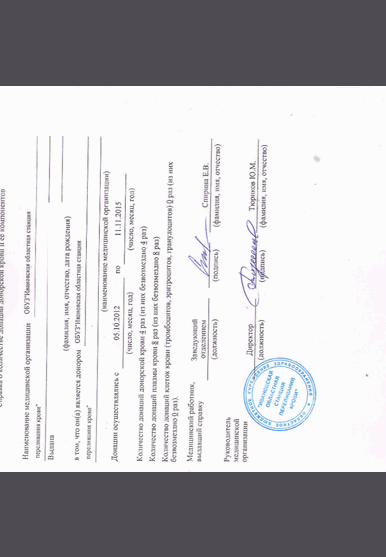 Справка о количестве донаций донорской крови и ее компонентов
Наименование медицинской организации ОБУЗ"Ивановская областная станция
переливания крови"
Выдана
(фамилия, имя, отчество, дата рождения)
в том, что он(а) является донором ОБУЗ"Ивановская областная станция
переливания крови"
(наименование медицинской организации)
Донации осуществлялись с 05.10.2012 по 11.11.2015
(число, месяц, год) (число, месяц, год)
Количество донаций донорской крови 4 раз (из них безвозмездно 4 раз)
Количество донаций плазмы крови 8 раз (из них безвозмездно 8 раз)
Количество донаций клеток крови (тромбоцитов, эритроцитов, гранулоцитов) 0 раз (из них
безвозмездно 0 раз).
Медицинский работник, Заведующий
выдавший справку отделением Спирина Е.В.
(должность) (подпись) (фамилия, имя, отчество)
Руководитель
медицинской
организации Директор Тюриков Ю.М.
(должность) (подпись) (фамилия, имя, отчество)
"ИВАНОВСКАЯ
ОБЛАСТНАЯ
СТАНЦИЯ
ПЕРЕЛИВАНИЯ
КРОВИ"